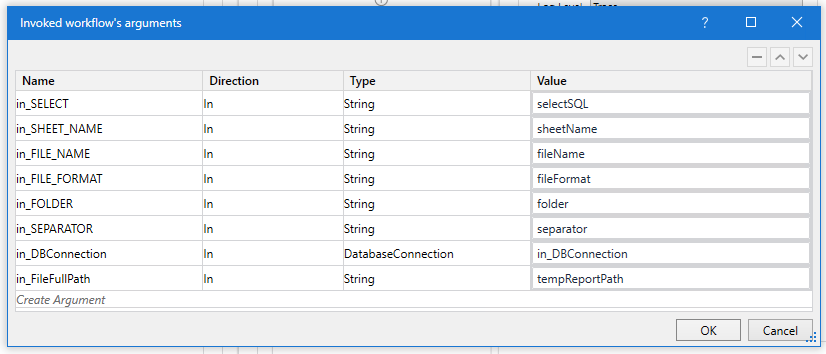 Invoked workflow's arguments ?
Name Direction Type Value
in_SELECT In String selectSQL
in_SHEET_NAME In String sheetName
in_FILE_NAME In String fileName
in_FILE_FORMAT In String fileFormat
in_FOLDER In String folder
in_SEPARATOR In String separator
in_DBConnection In DatabaseConnection in_DBConnection
in_FileFullPath In String tempReportPath
Create Argument
OK Cancel